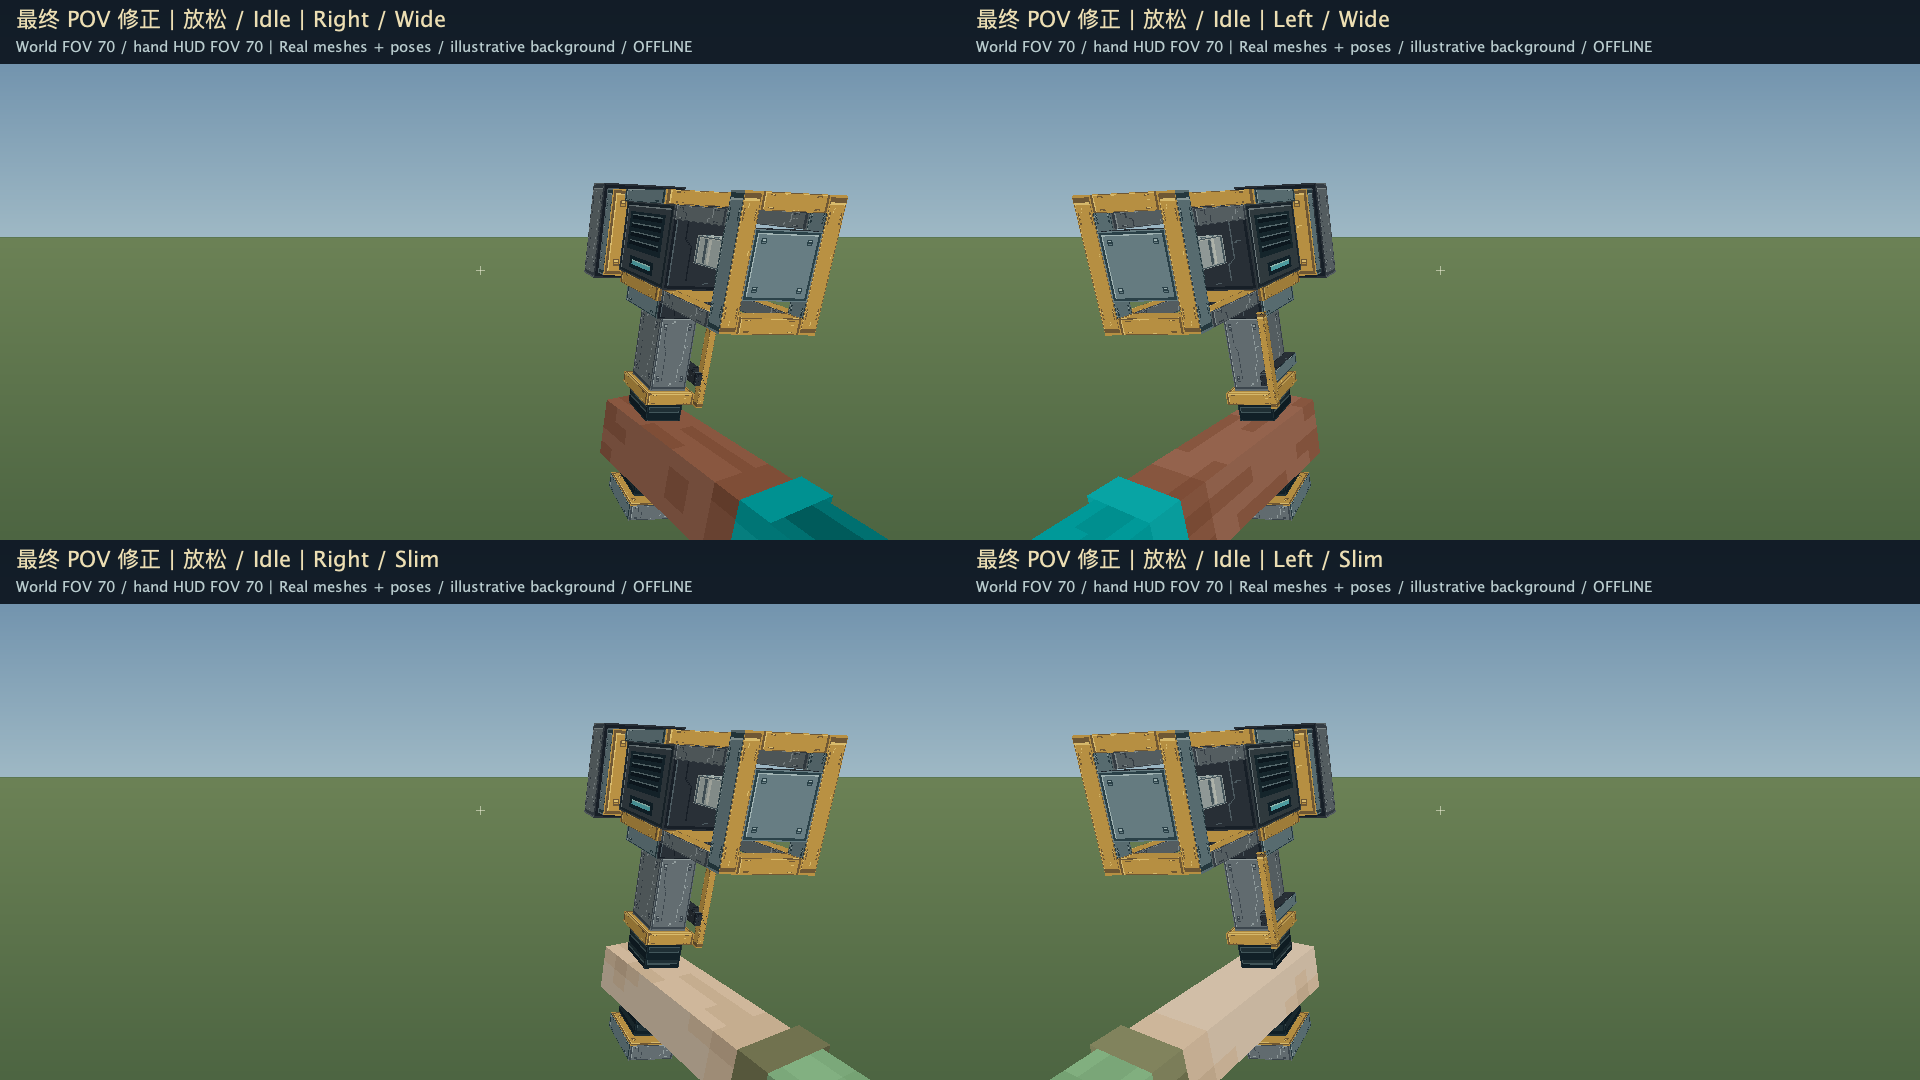 最终 POV 修正 | 放松 / Idle | Right / Wide
World FOV 70 / hand HUD FOV 70 | Real meshes + poses / illustrative background / OFFLINE
最终 POV 修正 | 放松 / Idle | Left / Wide
World FOV 70 / hand HUD FOV 70 | Real meshes + poses / illustrative background / OFFLINE
最终 POV 修正 | 放松 / Idle | Right / Slim
World FOV 70 / hand HUD FOV 70 | Real meshes + poses / illustrative background / OFFLINE
最终 POV 修正 | 放松 / Idle | Left / Slim
World FOV 70 / hand HUD FOV 70 | Real meshes + poses / illustrative background / OFFLINE